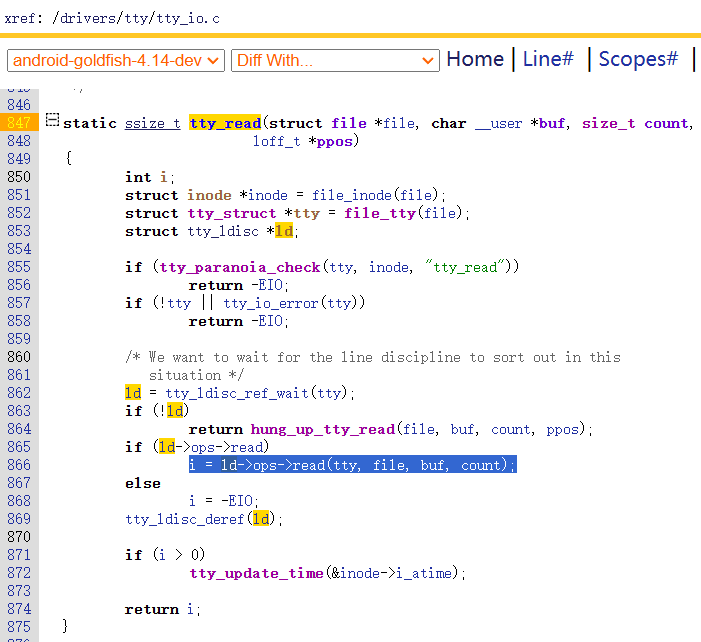 xref: /drivers/tty/tty_io.c
android-goldfish-4.14-dev Diff With... Home | Line# | Scopes# |
846
847 static ssize_t tty_read(struct file *file, char __user *buf, size_t count,
848 loff_t *ppos)
849 {
850 int i;
851 struct inode *inode = file_inode(file);
852 struct tty_struct *tty = file_tty(file);
853 struct tty_ldisc *ld;
854
855 if (tty_paranoia_check(tty, inode, "tty_read"))
856 return -EIO;
857 if (!tty || tty_io_error(tty))
858 return -EIO;
859
860 /* We want to wait for the line discipline to sort out in this
861 situation */
862 ld = tty_ldisc_ref_wait(tty);
863 if (!ld)
864 return hung_up_tty_read(file, buf, count, ppos);
865 if (ld->ops->read)
866 i = ld->ops->read(tty, file, buf, count);
867 else
868 i = -EIO;
869 tty_ldisc_deref(ld);
870
871 if (i > 0)
872 tty_update_time(&inode->i_atime);
873
874 return i;
875 }